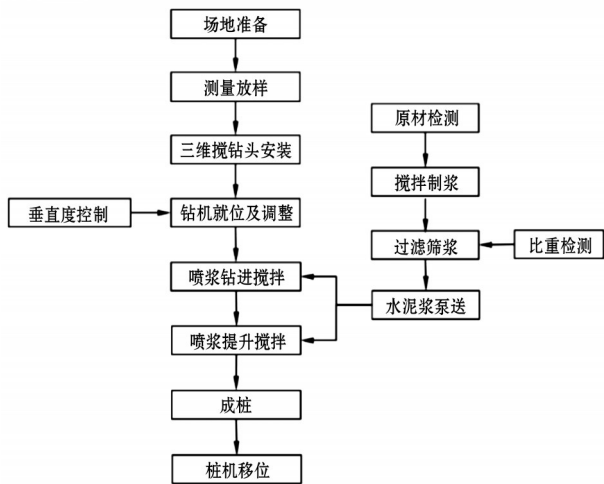 场地准备
测量放样
三维搅钻头安装
垂直度控制
钻机就位及调整
喷浆钻进搅拌
喷浆提升搅拌
成桩
桩机移位
原材检测
搅拌制浆
过滤筛浆
比重检测
水泥浆泵送